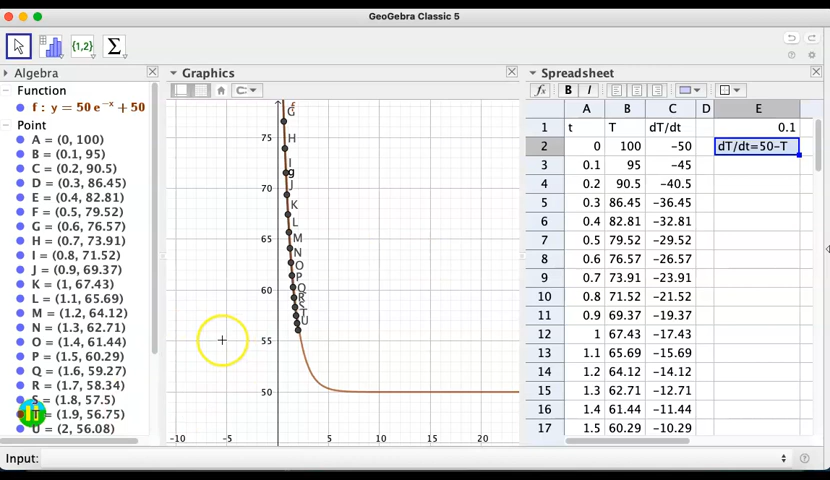 GeoGebra Classic 5
{1,2} Σ
Algebra
Function
f : y = 50 e⁻ˣ + 50
Point
A = (0, 100)
B = (0.1, 95)
C = (0.2, 90.5)
D = (0.3, 86.45)
E = (0.4, 82.81)
F = (0.5, 79.52)
G = (0.6, 76.57)
H = (0.7, 73.91)
I = (0.8, 71.52)
J = (0.9, 69.37)
K = (1, 67.43)
L = (1.1, 65.69)
M = (1.2, 64.12)
N = (1.3, 62.71)
O = (1.4, 61.44)
P = (1.5, 60.29)
Q = (1.6, 59.27)
R = (1.7, 58.34)
S = (1.8, 57.5)
T = (1.9, 56.75)
U = (2, 56.08)
Graphics
f
G
75
H
I
g
70
J
K
L
65
M
N
O
P
60
Q
R
S
T
U
55
50
-10 -5 5 10 15 20
Spreadsheet
fx B I
A B C D E
1 t T dT/dt 0.1
2 0 100 -50 dT/dt=50-T
3 0.1 95 -45
4 0.2 90.5 -40.5
5 0.3 86.45 -36.45
6 0.4 82.81 -32.81
7 0.5 79.52 -29.52
8 0.6 76.57 -26.57
9 0.7 73.91 -23.91
10 0.8 71.52 -21.52
11 0.9 69.37 -19.37
12 1 67.43 -17.43
13 1.1 65.69 -15.69
14 1.2 64.12 -14.12
15 1.3 62.71 -12.71
16 1.4 61.44 -11.44
17 1.5 60.29 -10.29
Input: